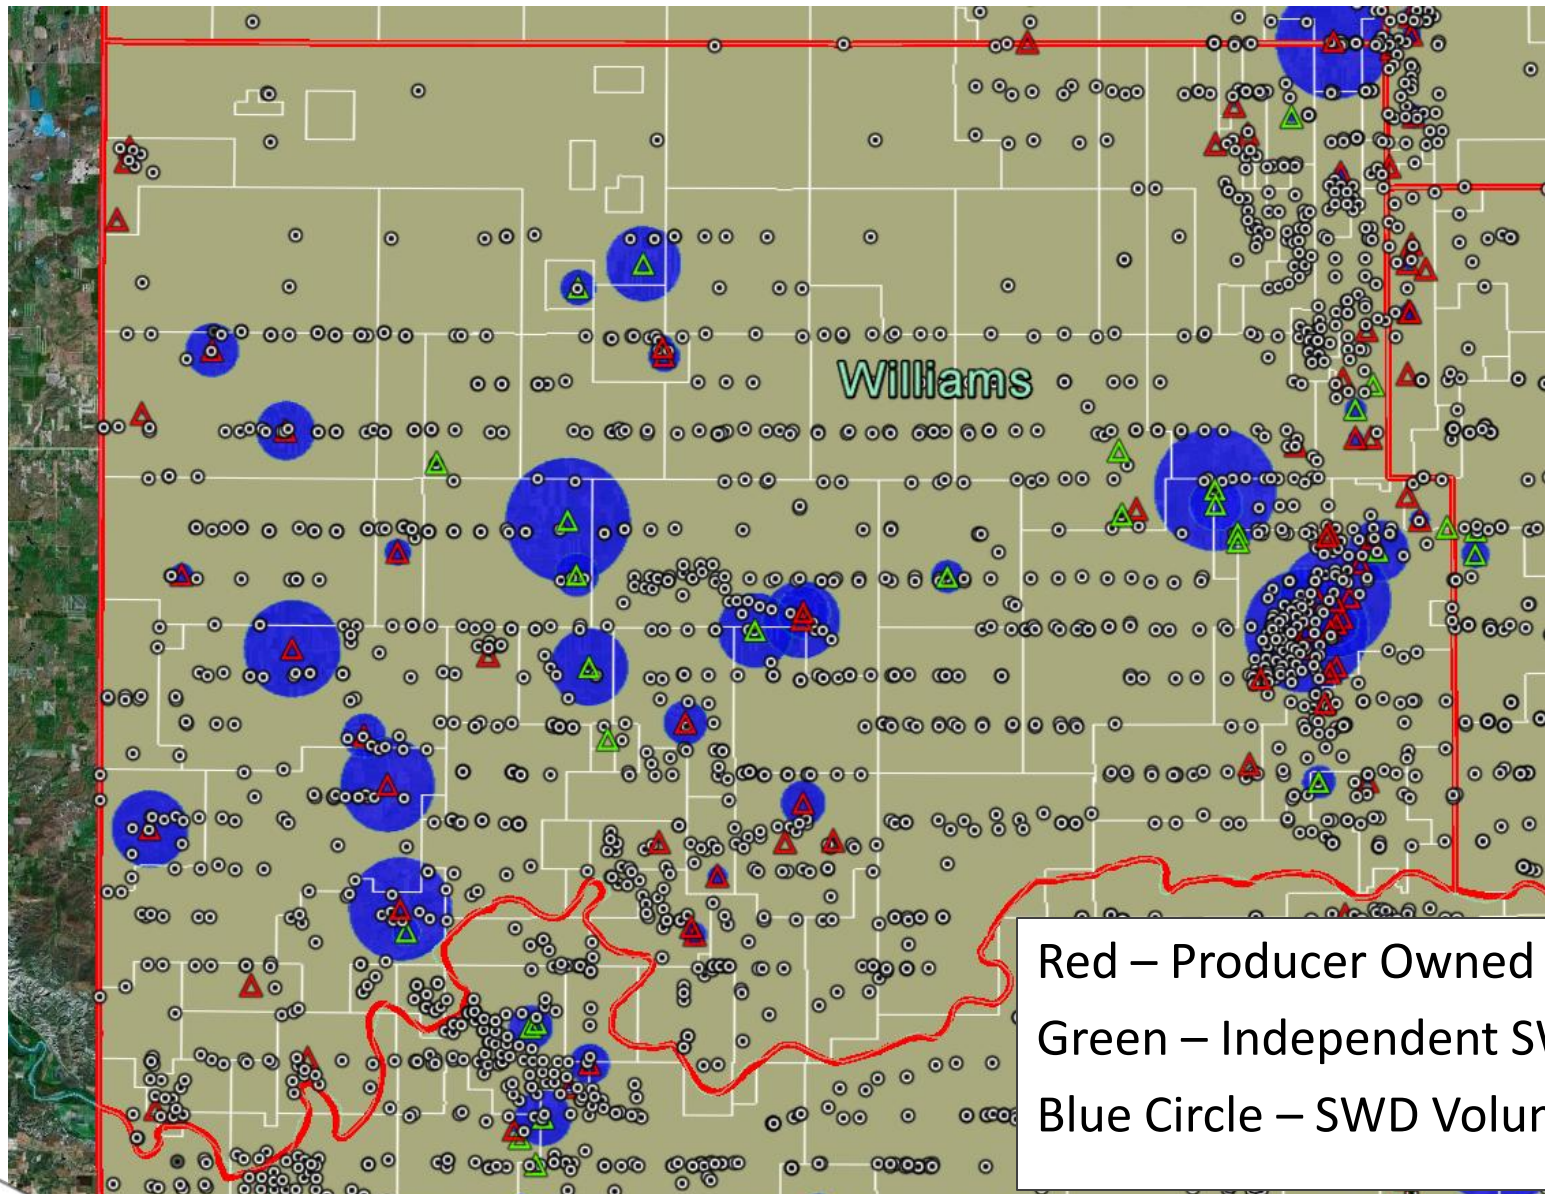 Williams
Red – Producer Owned
Green – Independent
Blue Circle – SWD